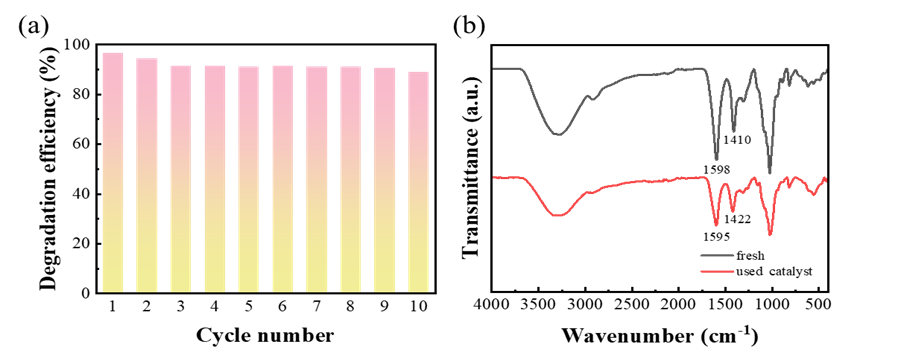 (a)
Degradation efficiency (%)
100
80
60
40
20
0
1 2 3 4 5 6 7 8 9 10
Cycle number
(b)
Transmittance (a.u.)
1598
1410
1595
1422
fresh
used catalyst
4000 3500 3000 2500 2000 1500 1000 500
Wavenumber (cm⁻¹)